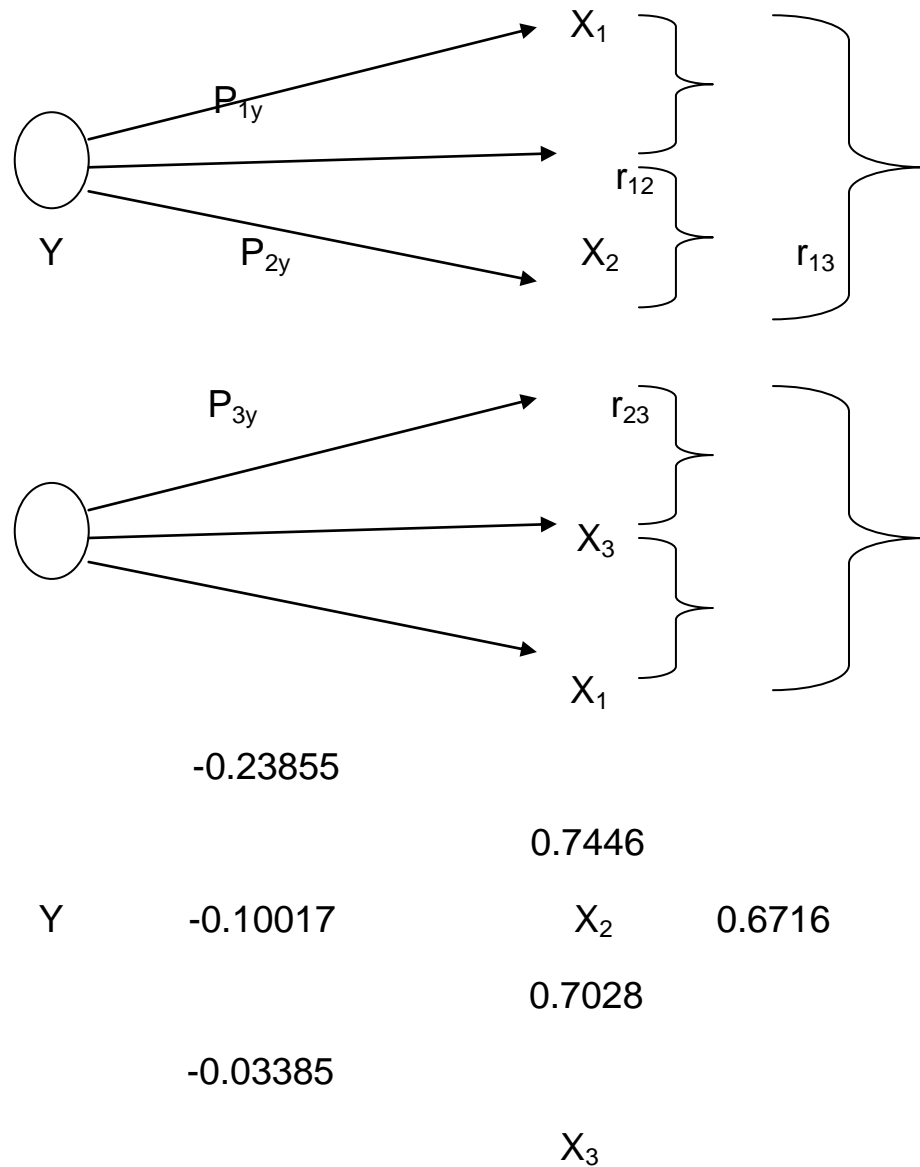 X₁
P₁y
r₁₂
Y P₂y X₂ r₁₃
P₃y r₂₃
X₃
X₁
-0.23855
0.7446
Y -0.10017 X₂ 0.6716
0.7028
-0.03385
X₃